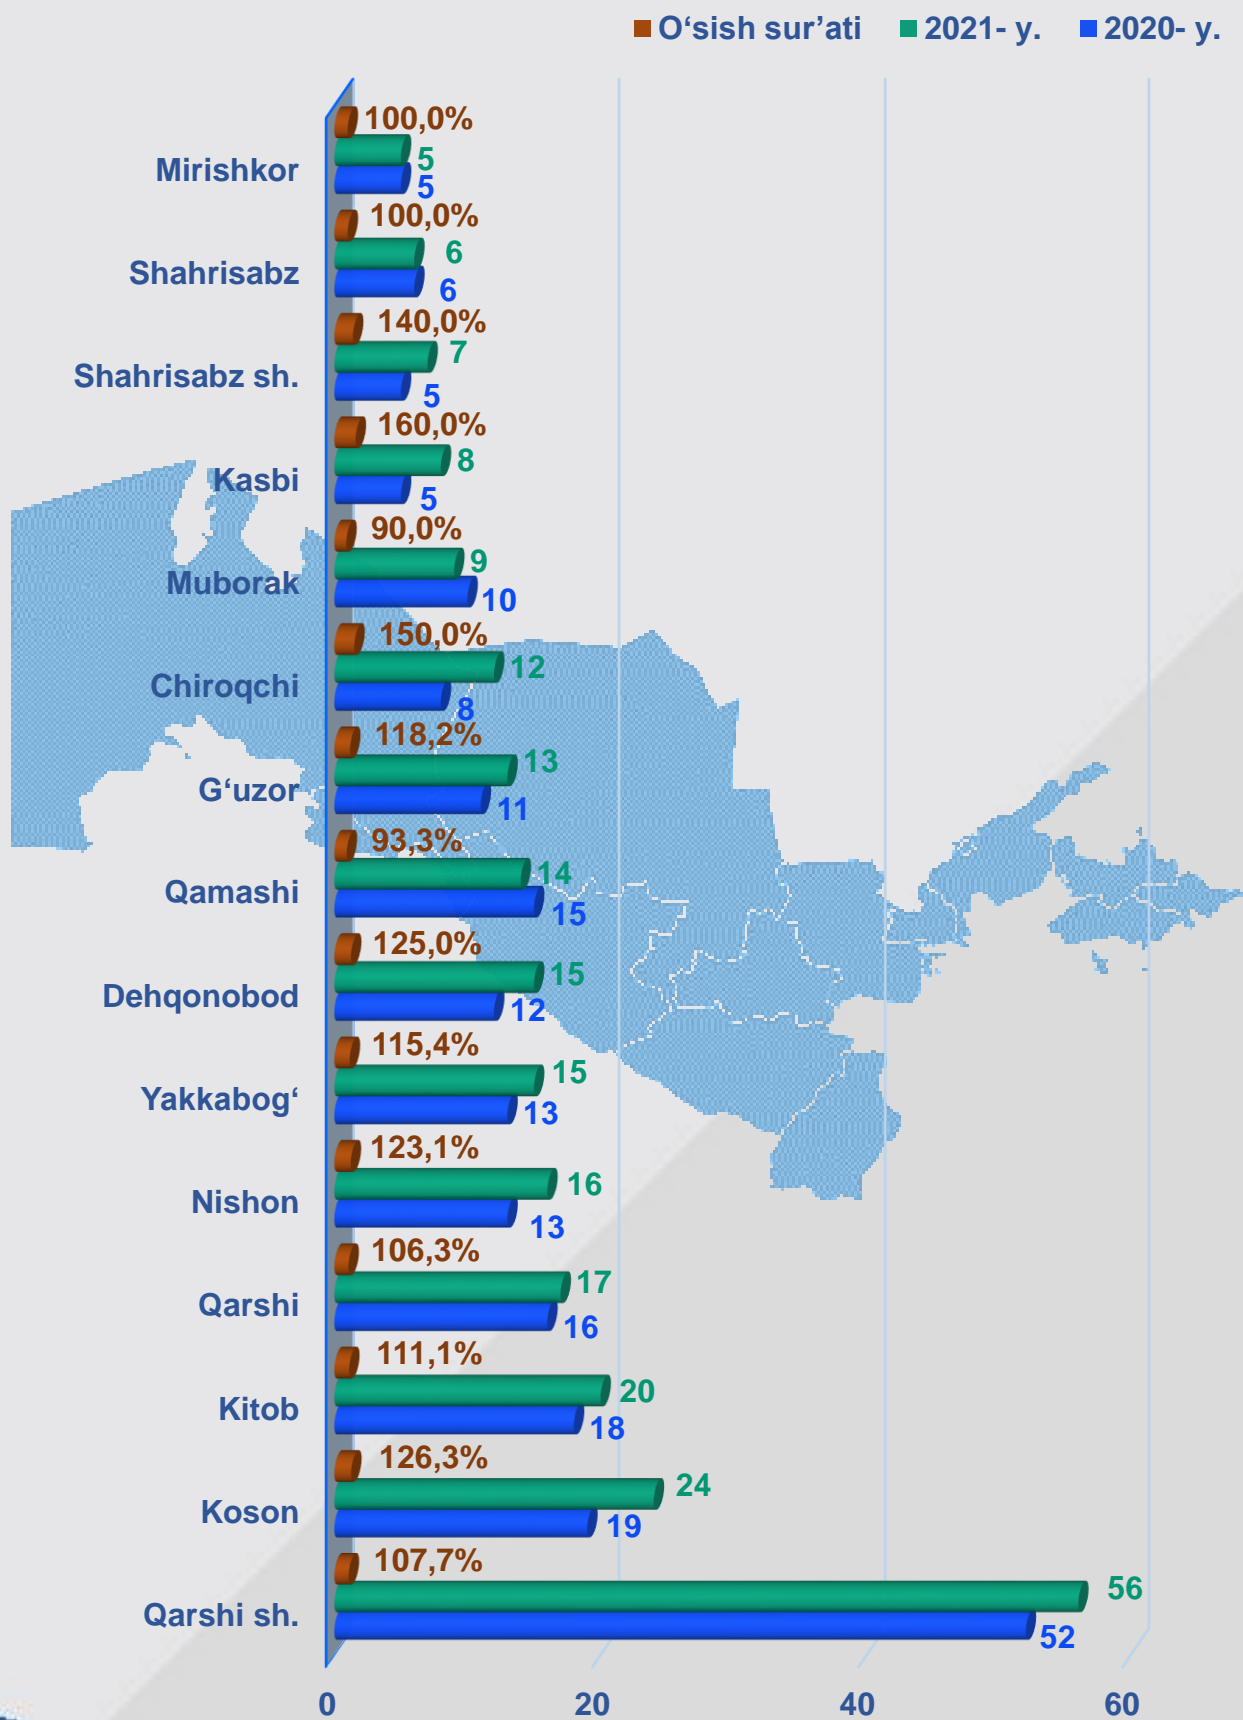 O‘sish sur’ati 2021- y. 2020- y.
100,0%
Mirishkor 5
5
100,0%
Shahrisabz 6
6
140,0%
Shahrisabz sh. 7
5
160,0%
Kasbi 8
5
90,0%
Muborak 9
10
150,0%
Chiroqchi 12
8
118,2%
G‘uzor 13
11
93,3%
Qamashi 14
15
125,0%
Dehqonobod 15
12
115,4%
Yakkabog‘ 15
13
123,1%
Nishon 16
13
106,3%
Qarshi 17
16
111,1%
Kitob 20
18
126,3%
Koson 24
19
107,7%
Qarshi sh. 56
52
0 20 40 60